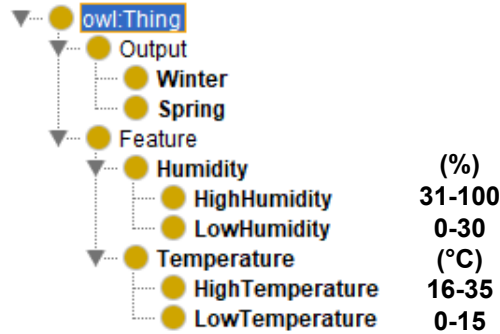 owl:Thing
Output
Winter
Spring
Feature
Humidity (%)
HighHumidity 31-100
LowHumidity 0-30
Temperature (°C)
HighTemperature 16-35
LowTemperature 0-15